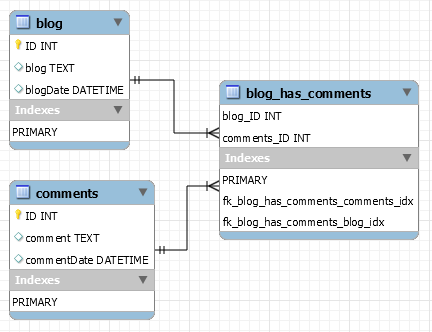 blog
ID INT
blog TEXT
blogDate DATETIME
Indexes
PRIMARY
blog_has_comments
blog_ID INT
comments_ID INT
Indexes
PRIMARY
fk_blog_has_comments_comments_idx
fk_blog_has_comments_blog_idx
comments
ID INT
comment TEXT
commentDate DATETIME
Indexes
PRIMARY